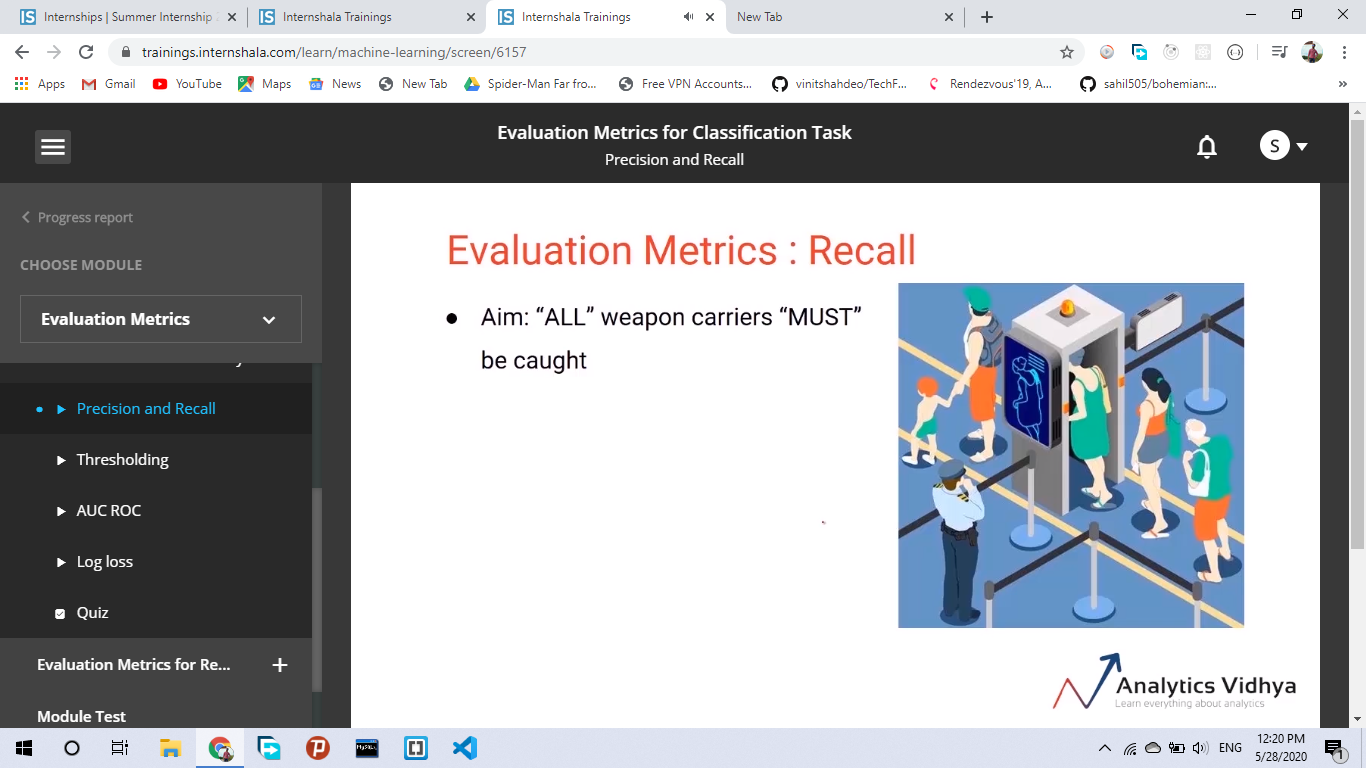 Internships | Summer Internship
Internshala Trainings
Internshala Trainings
New Tab
trainings.internshala.com/learn/machine-learning/screen/6157
Apps
Gmail
YouTube
Maps
News
New Tab
Spider-Man Far fro...
Free VPN Accounts...
vinitshahdeo/TechF...
Rendezvous'19, A...
sahil505/bohemian:...
»
Evaluation Metrics for Classification Task
Precision and Recall
S
Progress report
CHOOSE MODULE
Evaluation Metrics
Precision and Recall
Thresholding
AUC ROC
Log loss
Quiz
Evaluation Metrics for Re...
Module Test
Evaluation Metrics : Recall
● Aim: “ALL” weapon carriers “MUST”
be caught
Analytics Vidhya
Learn everything about analytics
ENG
12:20 PM
5/28/2020
1